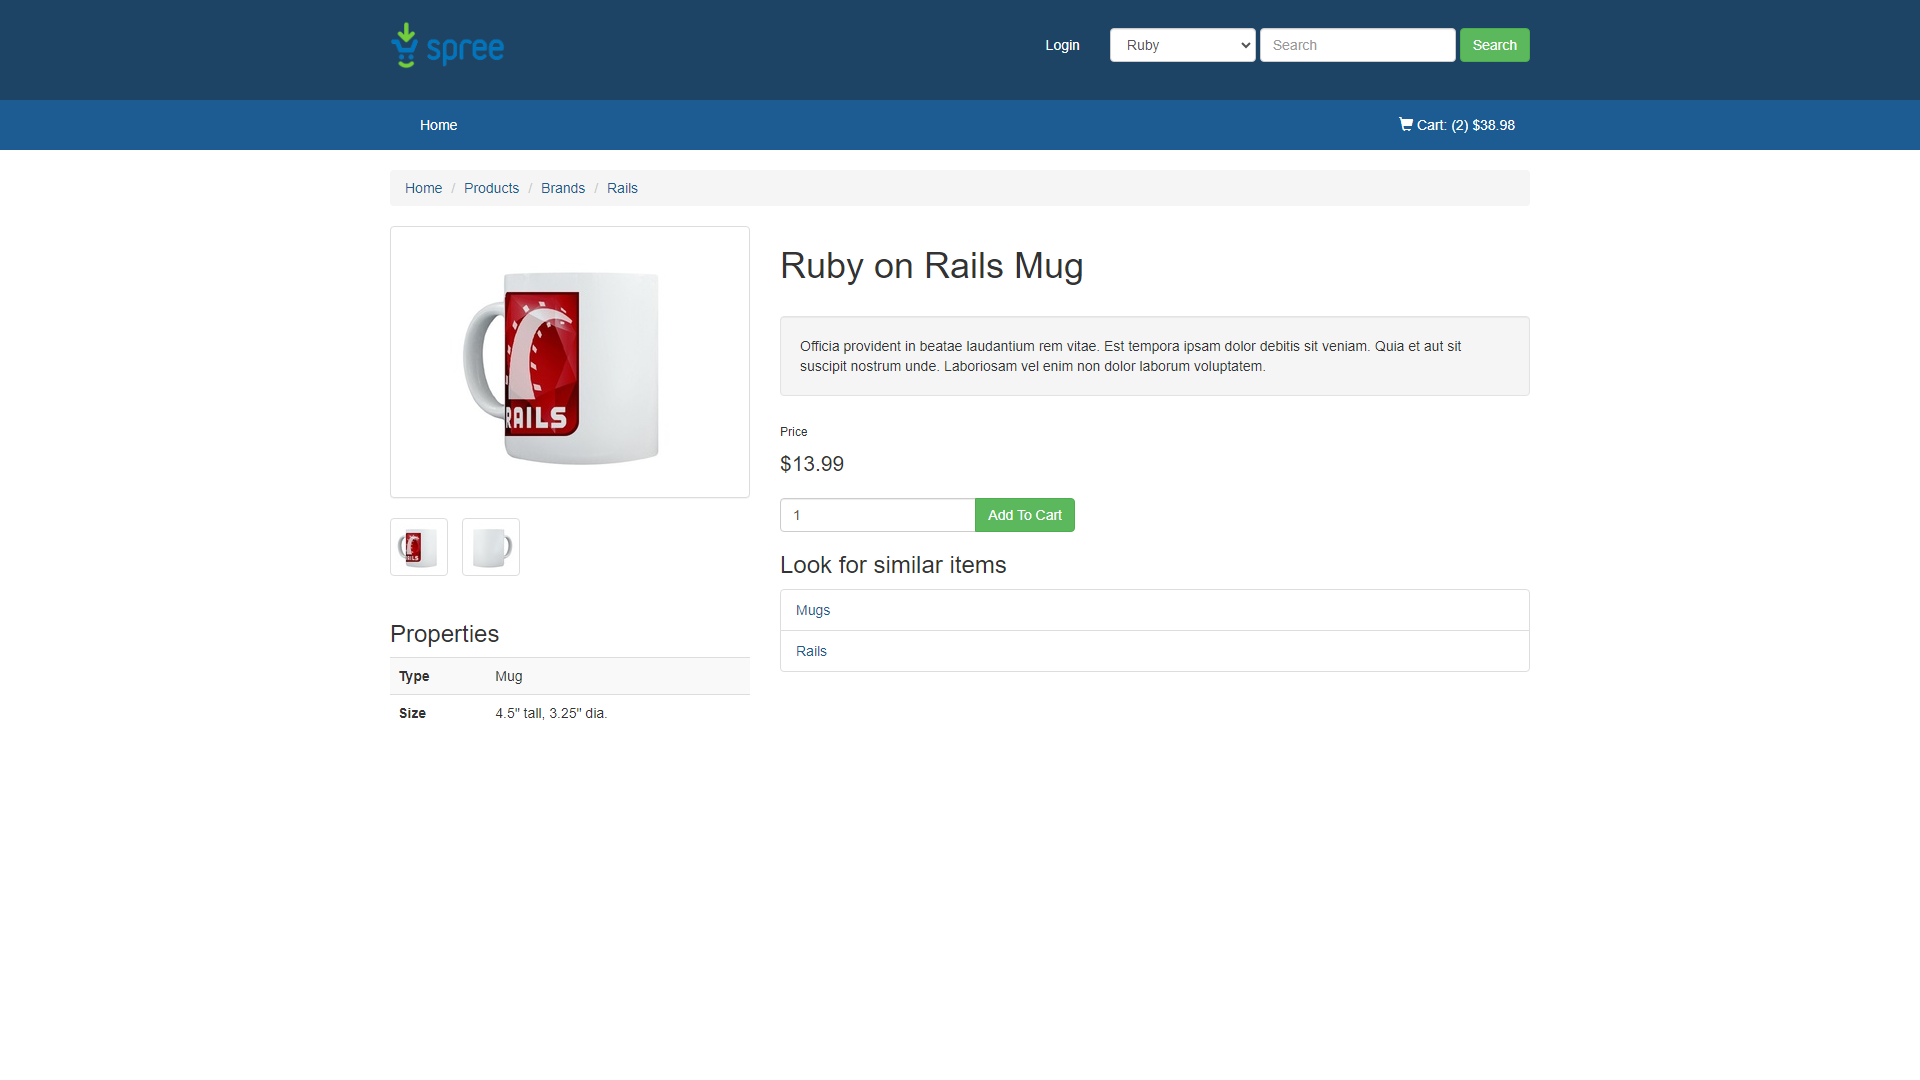 spree
Login
Ruby
Search
Search
Home
Cart: (2) $38.98
Home / Products / Brands / Rails
RAILS
RAILS
Ruby on Rails Mug
Officia provident in beatae laudantium rem vitae. Est tempora ipsam dolor debitis sit veniam. Quia et aut sit
suscipit nostrum unde. Laboriosam vel enim non dolor laborum voluptatem.
Price
$13.99
1
Add To Cart
Look for similar items
Mugs
Rails
Properties
Type Mug
Size 4.5" tall, 3.25" dia.